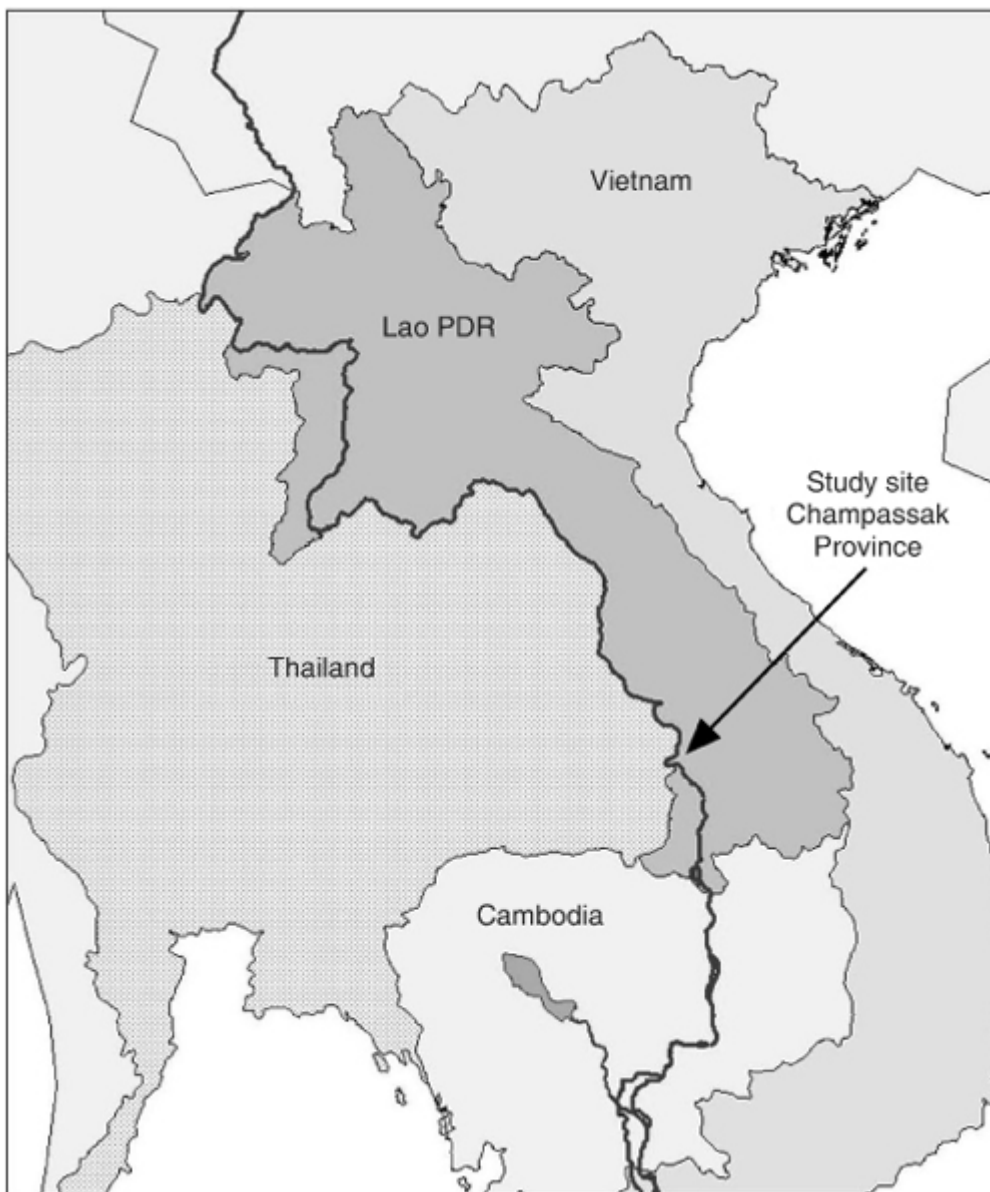 Vietnam
Lao PDR
Study site
Champassak
Province
Thailand
Cambodia